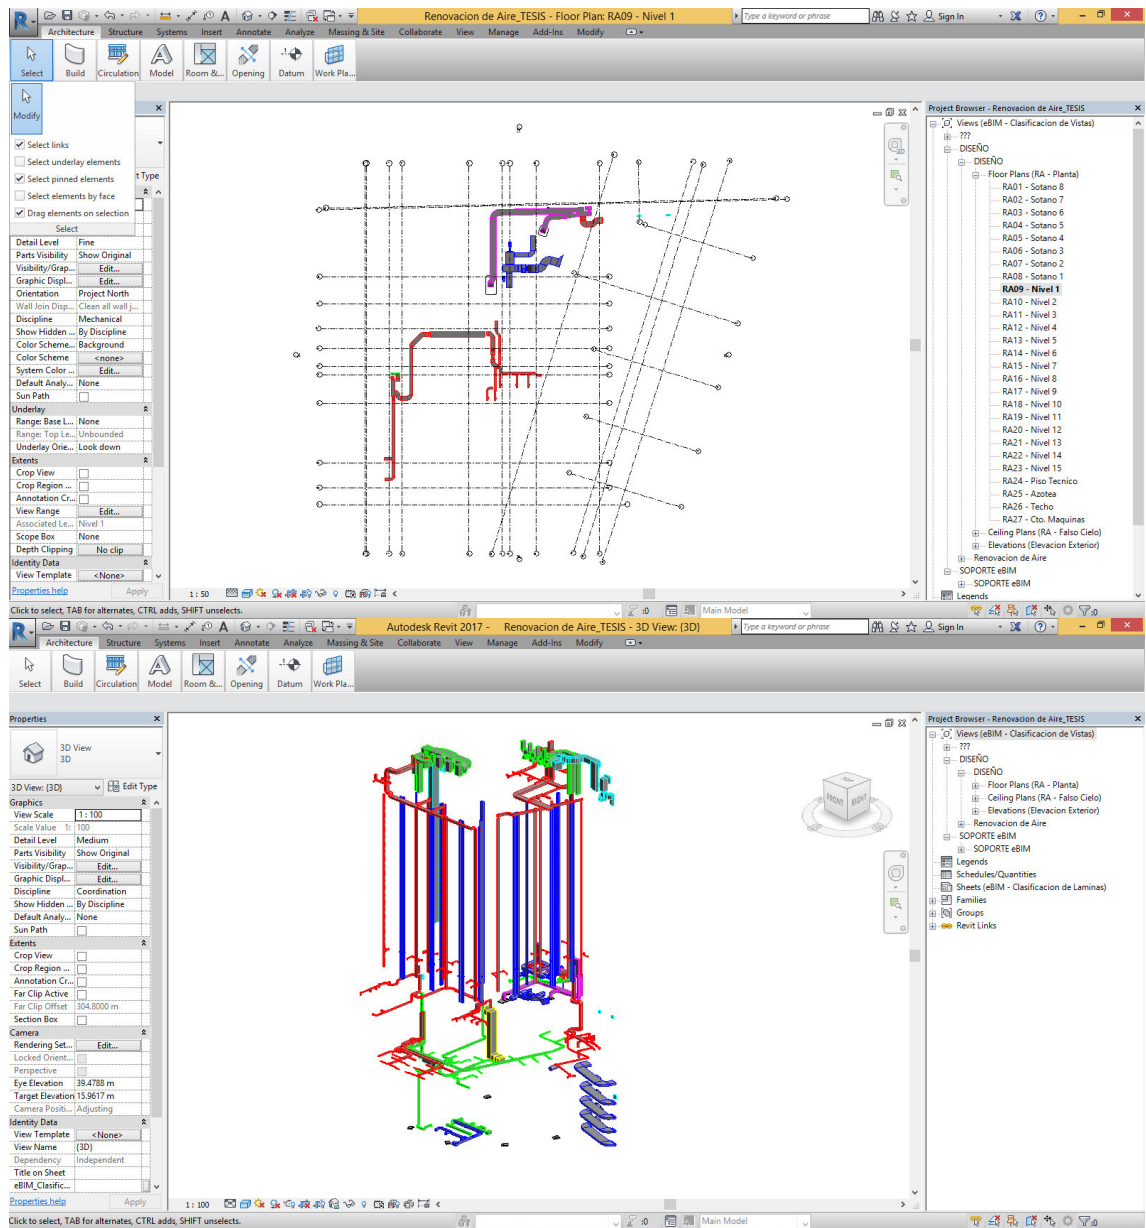 Renovacion de Aire_TESIS - Floor Plan: RA09 - Nivel 1
Type a keyword or phrase
Sign In
Architecture Structure Systems Insert Annotate Analyze Massing & Site Collaborate View Manage Add-Ins Modify
Select Build Circulation Model Room &... Opening Datum Work Pla...
Modify
Select links
Select underlay elements
Select pinned elements
Select elements by face
Drag elements on selection
Select
t Type
Detail Level Fine
Parts Visibility Show Original
Visibility/Grap... Edit...
Graphic Displ... Edit...
Orientation Project North
Wall Join Disp... Clean all wall j...
Discipline Mechanical
Show Hidden ... By Discipline
Color Scheme... Background
Color Scheme <none>
System Color ... Edit...
Default Analy... None
Sun Path
Underlay
Range: Base L... None
Range: Top Le... Unbounded
Underlay Orie... Look down
Extents
Crop View
Crop Region ...
Annotation Cr...
View Range Edit...
Associated Le... Nivel 1
Scope Box None
Depth Clipping No clip
Identity Data
View Template <None>
Properties help Apply
1 : 50
Project Browser - Renovacion de Aire_TESIS
Views (eBIM - Clasificacion de Vistas)
???
DISEÑO
DISEÑO
Floor Plans (RA - Planta)
RA01 - Sotano 8
RA02 - Sotano 7
RA03 - Sotano 6
RA04 - Sotano 5
RA05 - Sotano 4
RA06 - Sotano 3
RA07 - Sotano 2
RA08 - Sotano 1
RA09 - Nivel 1
RA10 - Nivel 2
RA11 - Nivel 3
RA12 - Nivel 4
RA13 - Nivel 5
RA14 - Nivel 6
RA15 - Nivel 7
RA16 - Nivel 8
RA17 - Nivel 9
RA18 - Nivel 10
RA19 - Nivel 11
RA20 - Nivel 12
RA21 - Nivel 13
RA22 - Nivel 14
RA23 - Nivel 15
RA24 - Piso Tecnico
RA25 - Azotea
RA26 - Techo
RA27 - Cto. Maquinas
Ceiling Plans (RA - Falso Cielo)
Elevations (Elevacion Exterior)
Renovacion de Aire
SOPORTE eBIM
SOPORTE eBIM
Legends
Click to select, TAB for alternates, CTRL adds, SHIFT unselects.
:0
Main Model
:0
Autodesk Revit 2017 - Renovacion de Aire_TESIS - 3D View: {3D}
Type a keyword or phrase
Sign In
Architecture Structure Systems Insert Annotate Analyze Massing & Site Collaborate View Manage Add-Ins Modify
Select Build Circulation Model Room &... Opening Datum Work Pla...
Properties
3D View
3D
3D View: {3D} Edit Type
Graphics
View Scale 1 : 100
Scale Value 1: 100
Detail Level Medium
Parts Visibility Show Original
Visibility/Grap... Edit...
Graphic Displ... Edit...
Discipline Coordination
Show Hidden ... By Discipline
Default Analy... None
Sun Path
Extents
Crop View
Crop Region ...
Annotation Cr...
Far Clip Active
Far Clip Offset 304.8000 m
Section Box
Camera
Rendering Set... Edit...
Locked Orient...
Perspective
Eye Elevation 39.4788 m
Target Elevation 15.9617 m
Camera Positi... Adjusting
Identity Data
View Template <None>
View Name {3D}
Dependency Independent
Title on Sheet
eBIM_Clasific...
Properties help Apply
FRONT RIGHT
1 : 100
Project Browser - Renovacion de Aire_TESIS
Views (eBIM - Clasificacion de Vistas)
???
DISEÑO
DISEÑO
Floor Plans (RA - Planta)
Ceiling Plans (RA - Falso Cielo)
Elevations (Elevacion Exterior)
Renovacion de Aire
SOPORTE eBIM
SOPORTE eBIM
Legends
Schedules/Quantities
Sheets (eBIM - Clasificacion de Laminas)
Families
Groups
Revit Links
Click to select, TAB for alternates, CTRL adds, SHIFT unselects.
:0
Main Model
:0